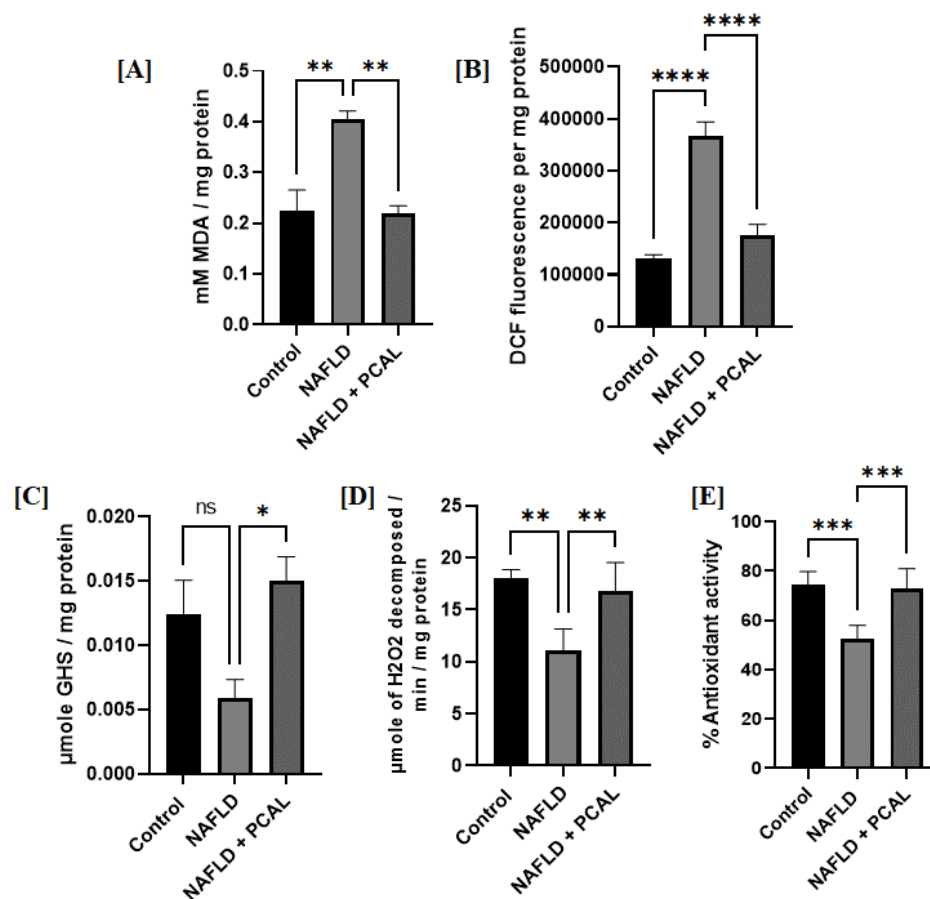 [A]
mM MDA / mg protein
0.5
0.4
0.3
0.2
0.1
0.0
**
**
Control
NAFLD
NAFLD + PCAL
[B]
DCF fluorescence per mg protein
500000
400000
300000
200000
100000
0
****
****
Control
NAFLD
NAFLD + PCAL
[C]
µmole GHS / mg protein
0.020
0.015
0.010
0.005
0.000
ns
*
Control
NAFLD
NAFLD + PCAL
[D]
µmole of H2O2 decomposed /
min / mg protein
25
20
15
10
5
0
**
**
Control
NAFLD
NAFLD + PCAL
[E]
% Antioxidant activity
100
80
60
40
20
0
***
***
Control
NAFLD
NAFLD + PCAL